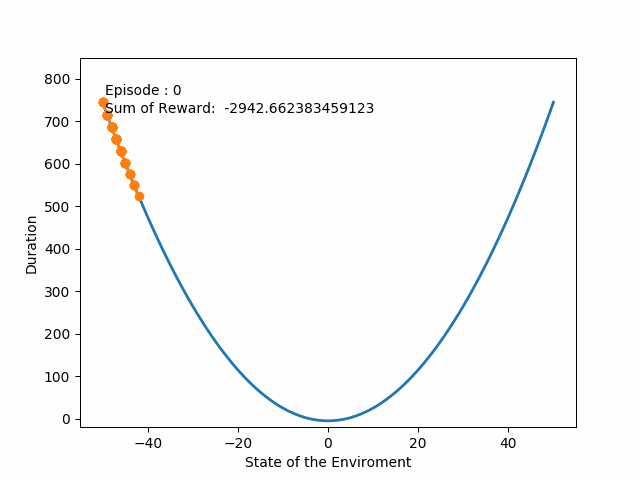 Episode : 0
Sum of Reward:  -2942.662383459123
800
700
600
500
400
300
200
100
0
Duration
−40 −20 0 20 40
State of the Enviroment